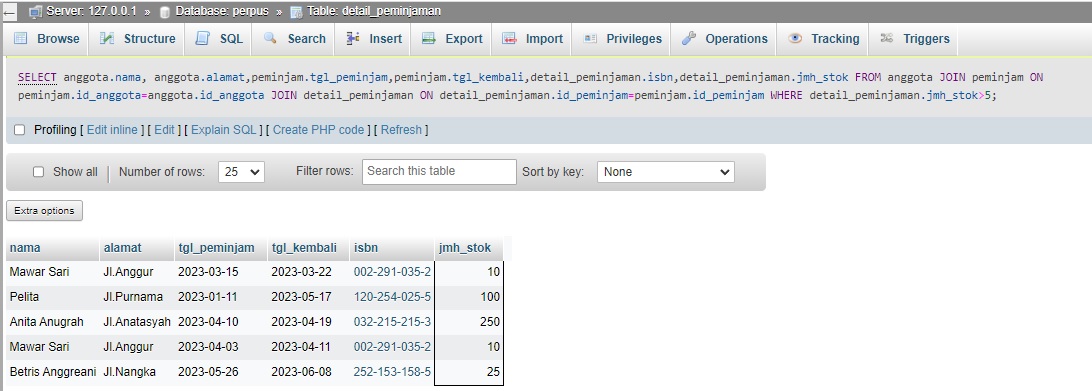 ← Server: 127.0.0.1 » Database: perpus » Table: detail_peminjaman
Browse Structure SQL Search Insert Export Import Privileges Operations Tracking Triggers
SELECT anggota.nama, anggota.alamat,peminjam.tgl_peminjam,peminjam.tgl_kembali,detail_peminjaman.isbn,detail_peminjaman.jmh_stok FROM anggota JOIN peminjam ON
peminjam.id_anggota=anggota.id_anggota JOIN detail_peminjaman ON detail_peminjaman.id_peminjam=peminjam.id_peminjam WHERE detail_peminjaman.jmh_stok>5;
Profiling [ Edit inline ] [ Edit ] [ Explain SQL ] [ Create PHP code ] [ Refresh ]
Show all | Number of rows: 25 Filter rows: Search this table Sort by key: None
Extra options
nama alamat tgl_peminjam tgl_kembali isbn jmh_stok
Mawar Sari Jl.Anggur 2023-03-15 2023-03-22 002-291-035-2 10
Pelita Jl.Purnama 2023-01-11 2023-05-17 120-254-025-5 100
Anita Anugrah Jl.Anatasyah 2023-04-10 2023-04-19 032-215-215-3 250
Mawar Sari Jl.Anggur 2023-04-03 2023-04-11 002-291-035-2 10
Betris Anggreani Jl.Nangka 2023-05-26 2023-06-08 252-153-158-5 25